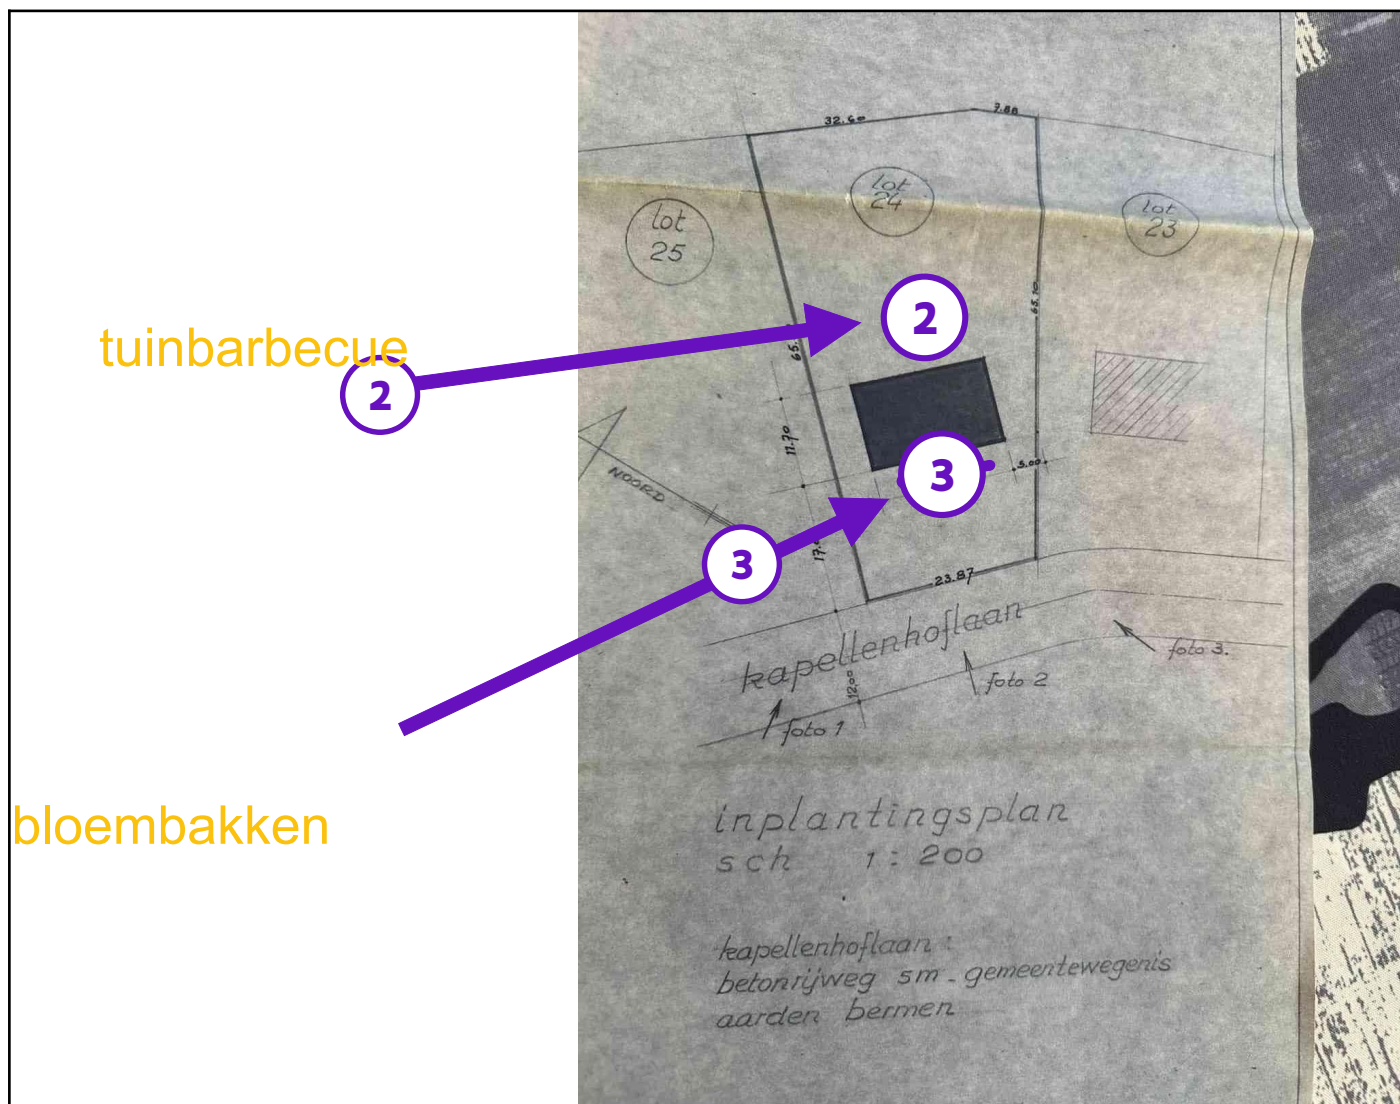 32.60
7.88
lot
24
lot
25
lot
23
2
tuinbarbecue
2
65.10
11.70
NOORD
3
5.00
3
23.87
kapellenhoflaan
12.00
foto 1
foto 2
foto 3.
inplantingsplan
sch 1 : 200
bloembakken
kapellenhoflaan :
betonrijweg 5m - gemeentewegenis
aarden bermen